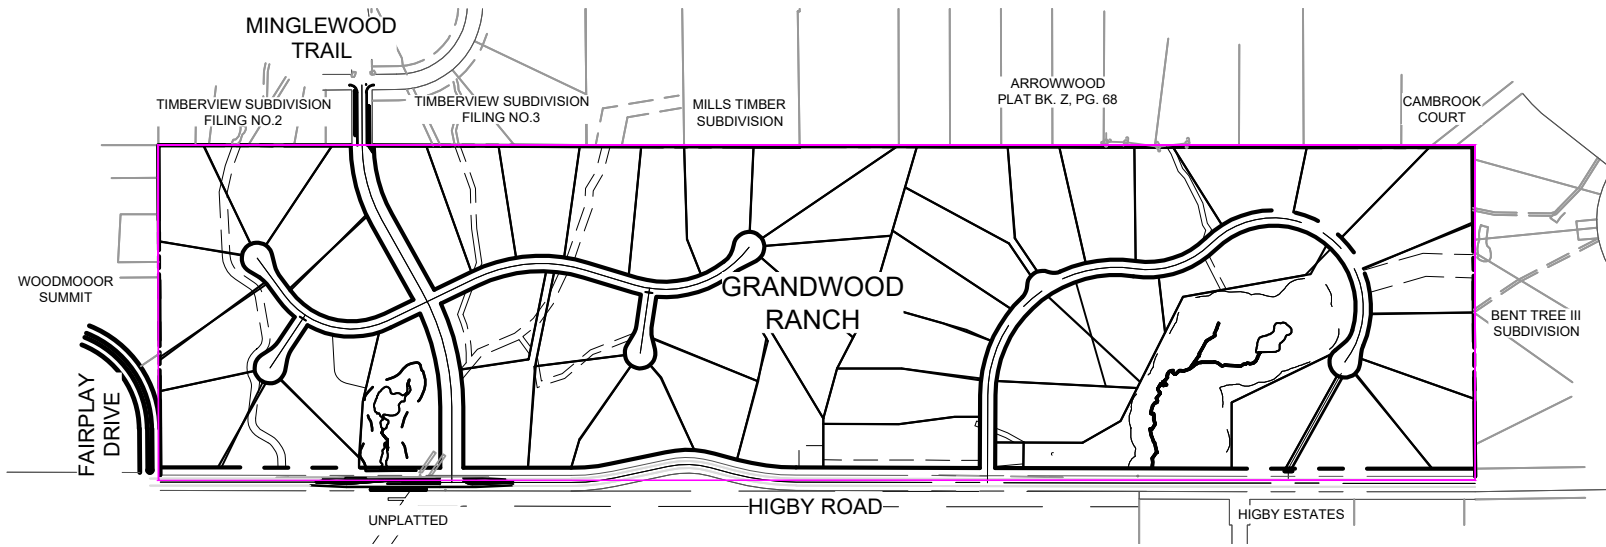 MINGLEWOOD
TRAIL
TIMBERVIEW SUBDIVISION
FILING NO.2
TIMBERVIEW SUBDIVISION
FILING NO.3
MILLS TIMBER
SUBDIVISION
ARROWWOOD
PLAT BK. Z, PG. 68
CAMBROOK
COURT
WOODMOOOR
SUMMIT
GRANDWOOD
RANCH
BENT TREE III
SUBDIVISION
FAIRPLAY
DRIVE
UNPLATTED
HIGBY ROAD
HIGBY ESTATES